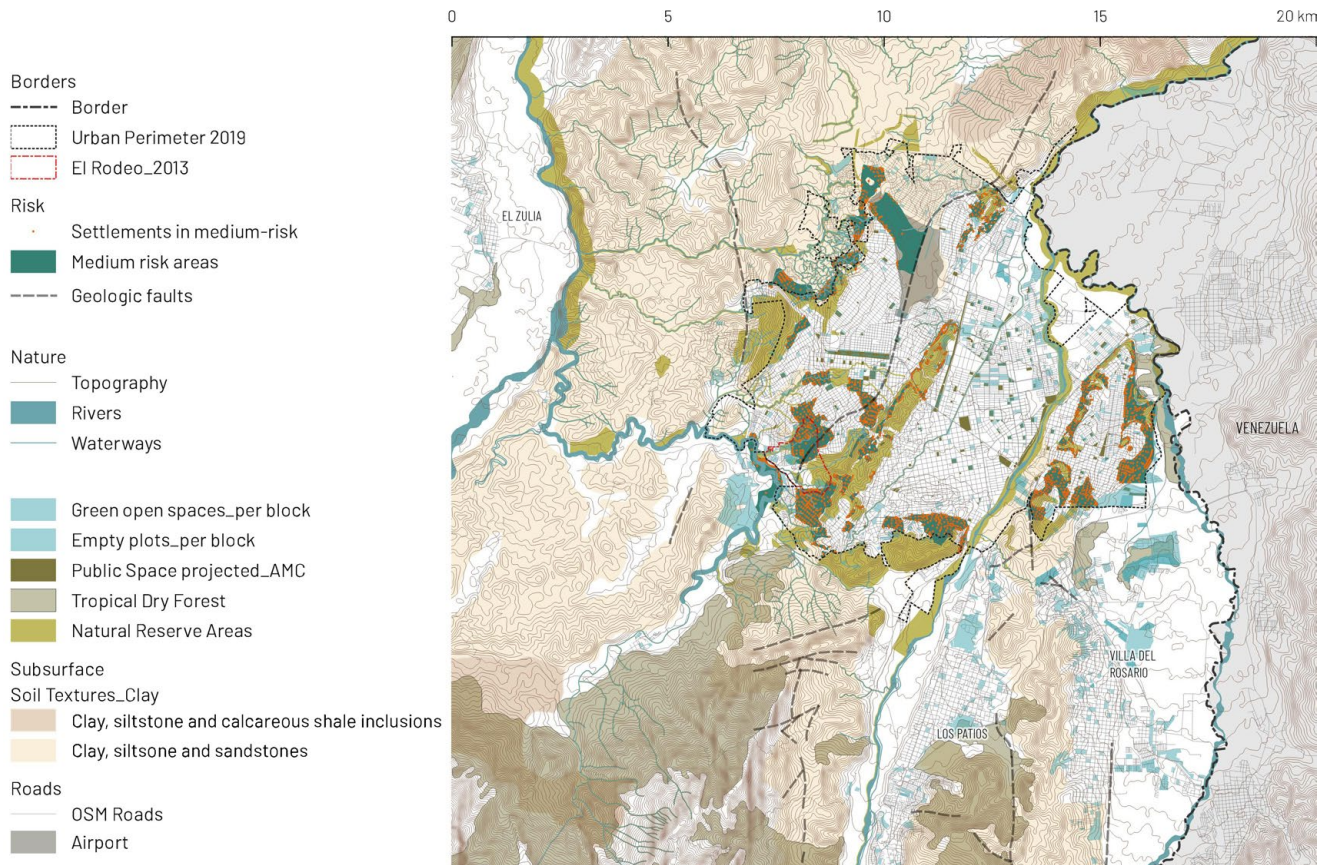 0 5 10 15 20 km
Borders
Border
Urban Perimeter 2019
El Rodeo_2013
Risk
Settlements in medium-risk
Medium risk areas
Geologic faults
Nature
Topography
Rivers
Waterways
Green open spaces_per block
Empty plots_per block
Public Space projected_AMC
Tropical Dry Forest
Natural Reserve Areas
Subsurface
Soil Textures_Clay
Clay, siltstone and calcareous shale inclusions
Clay, siltsone and sandstones
Roads
OSM Roads
Airport
EL ZULIA
VENEZUELA
VILLA DEL
ROSARIO
LOS PATIOS